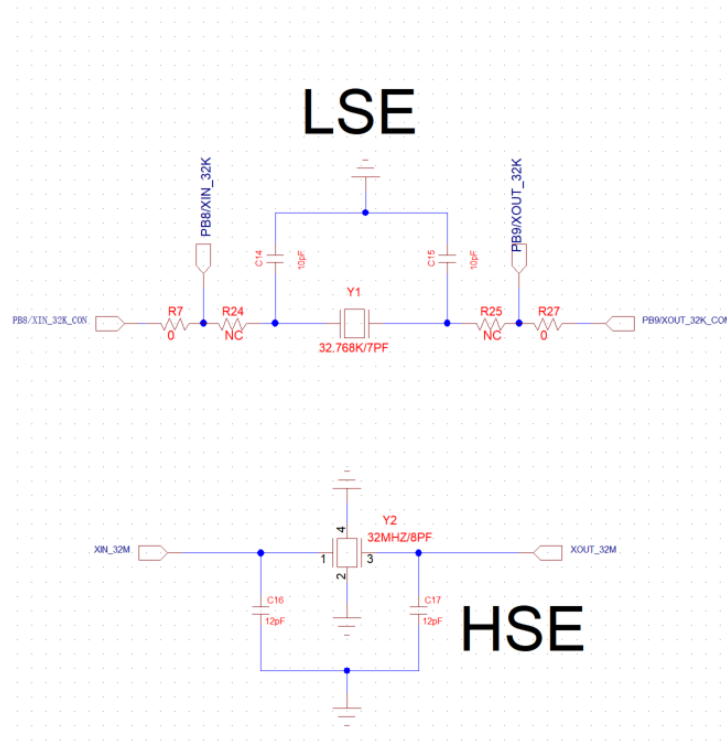 LSE
PB8/XIN_32K
PB9/XOUT_32K
C14
10pF
C15
10pF
Y1
32.768K/7PF
PB8/XIN_32K_CON
R7
0
R24
NC
R25
NC
R27
0
PB9/XOUT_32K_CON
Y2
32MHZ/8PF
XIN_32M
4
1
3
2
XOUT_32M
C16
12pF
C17
12pF
HSE